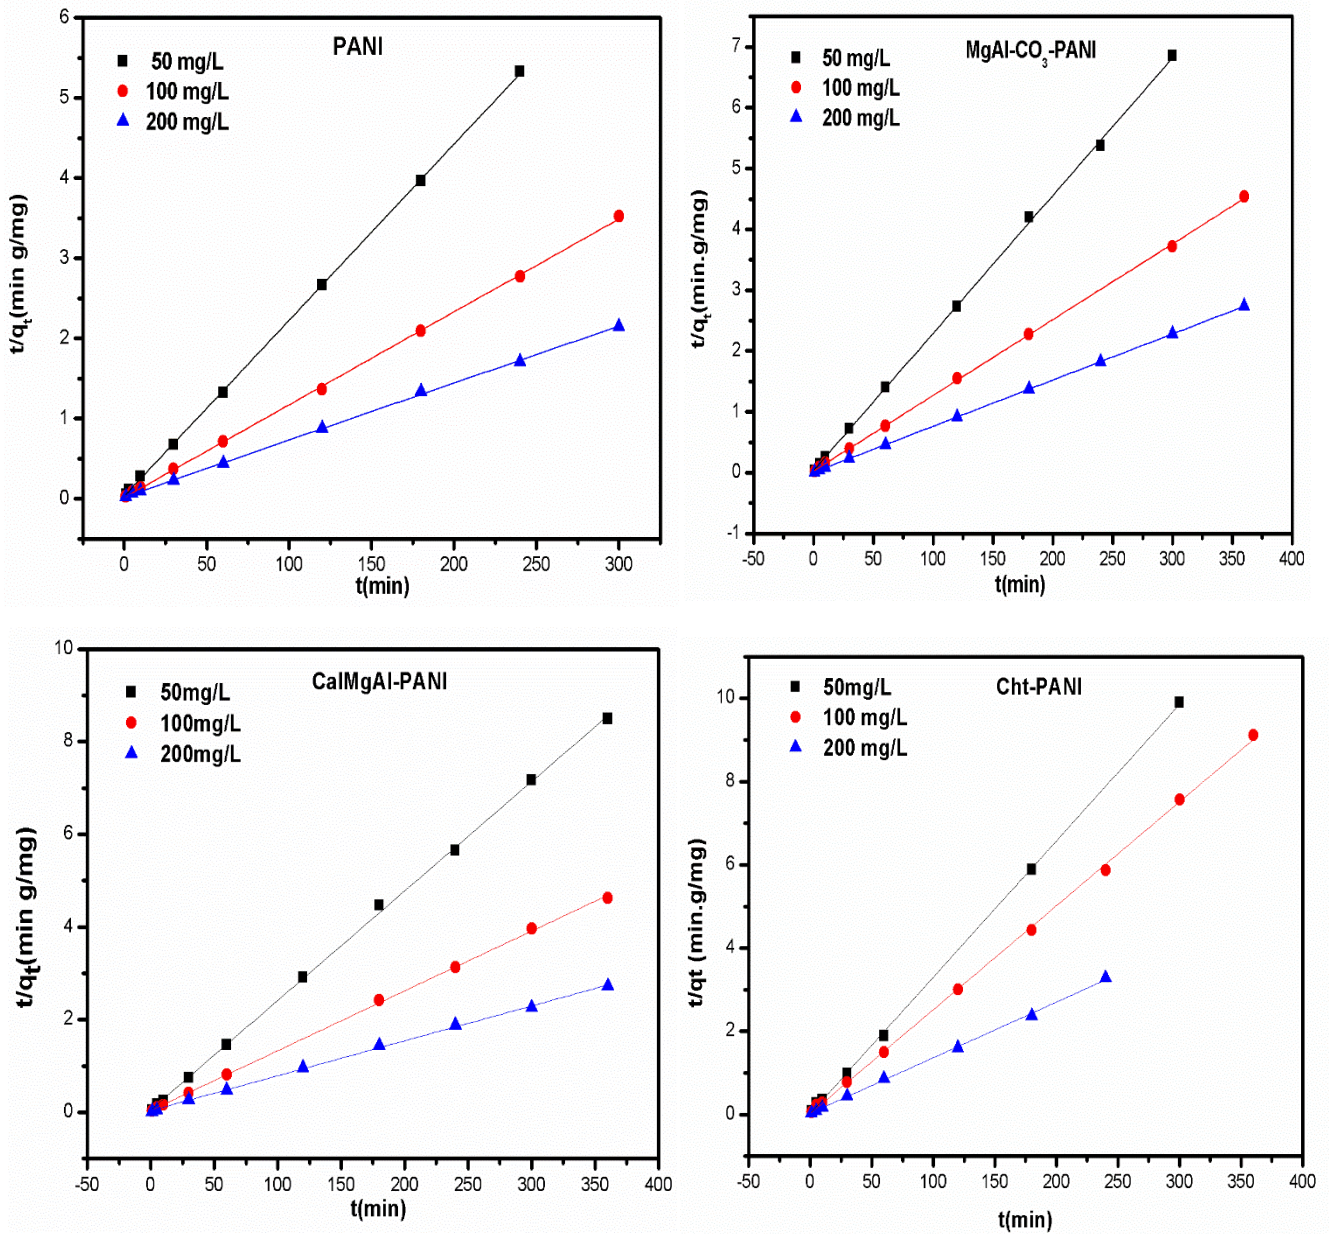 PANI
50 mg/L
100 mg/L
200 mg/L
6
5
4
3
2
1
0
t/qt(min g/mg)
0 50 100 150 200 250 300
t(min)
MgAl-CO3-PANI
50 mg/L
100 mg/L
200 mg/L
7
6
5
4
3
2
1
0
-1
t/qt(min.g/mg)
-50 0 50 100 150 200 250 300 350 400
t(min)
CalMgAl-PANI
50mg/L
100mg/L
200mg/L
10
8
6
4
2
0
t/qt(min g/mg)
-50 0 50 100 150 200 250 300 350 400
t(min)
Cht-PANI
50mg/L
100 mg/L
200 mg/L
10
8
6
4
2
0
t/qt (min.g/mg)
-50 0 50 100 150 200 250 300 350 400
t(min)